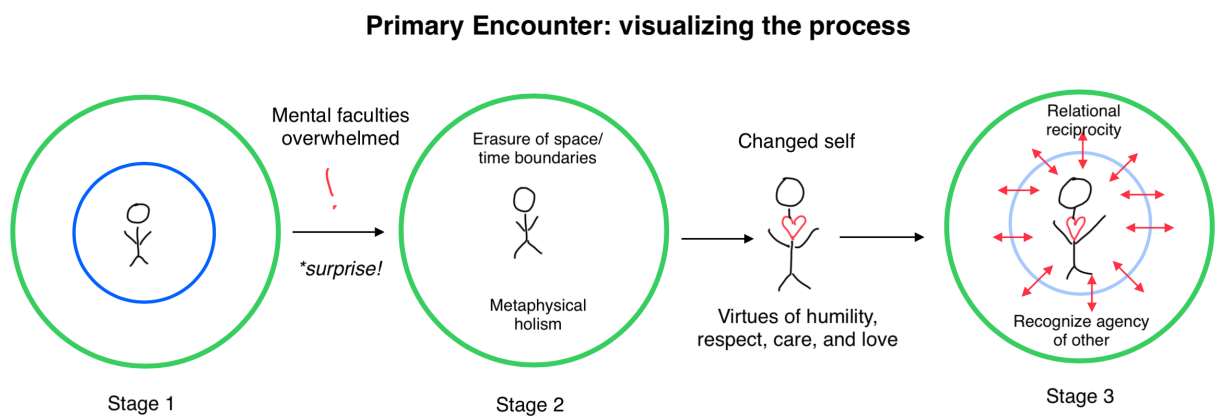 Primary Encounter: visualizing the process
Mental faculties
overwhelmed
!
*surprise!
Stage 1
Erasure of space/
time boundaries
Metaphysical
holism
Stage 2
Changed self
Virtues of humility,
respect, care, and love
Relational
reciprocity
Recognize agency
of other
Stage 3